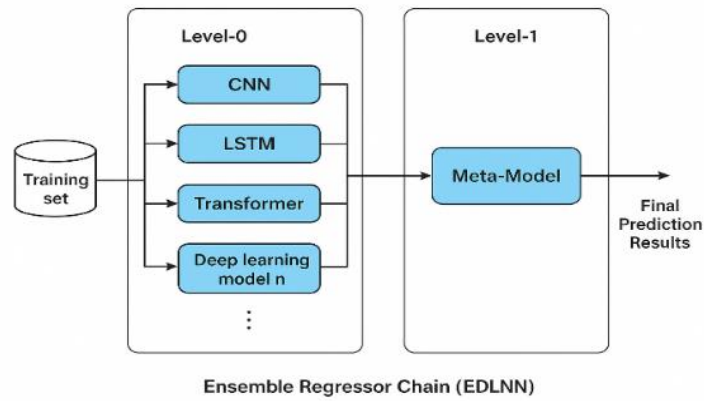 Level-0
Level-1
CNN
LSTM
Training
set
Transformer
Meta-Model
Deep learning
model n
⋮
Final
Prediction
Results
Ensemble Regressor Chain (EDLNN)